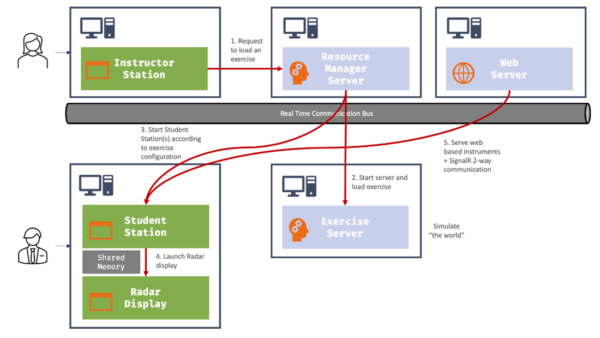 1. Request
to load an
exercise
Instructor
Station
Resource
Manager
Server
Web
Server
Real Time Communication Bus
3. Start Student
Station(s) according
to exercise
configuration
5. Serve web
based instruments
+ SignalR 2-way
communication
2. Start server and
load exercise
Student
Station
Exercise
Server
Simulate
"the world"
Shared
Memory
4. Launch Radar
display
Radar
Display